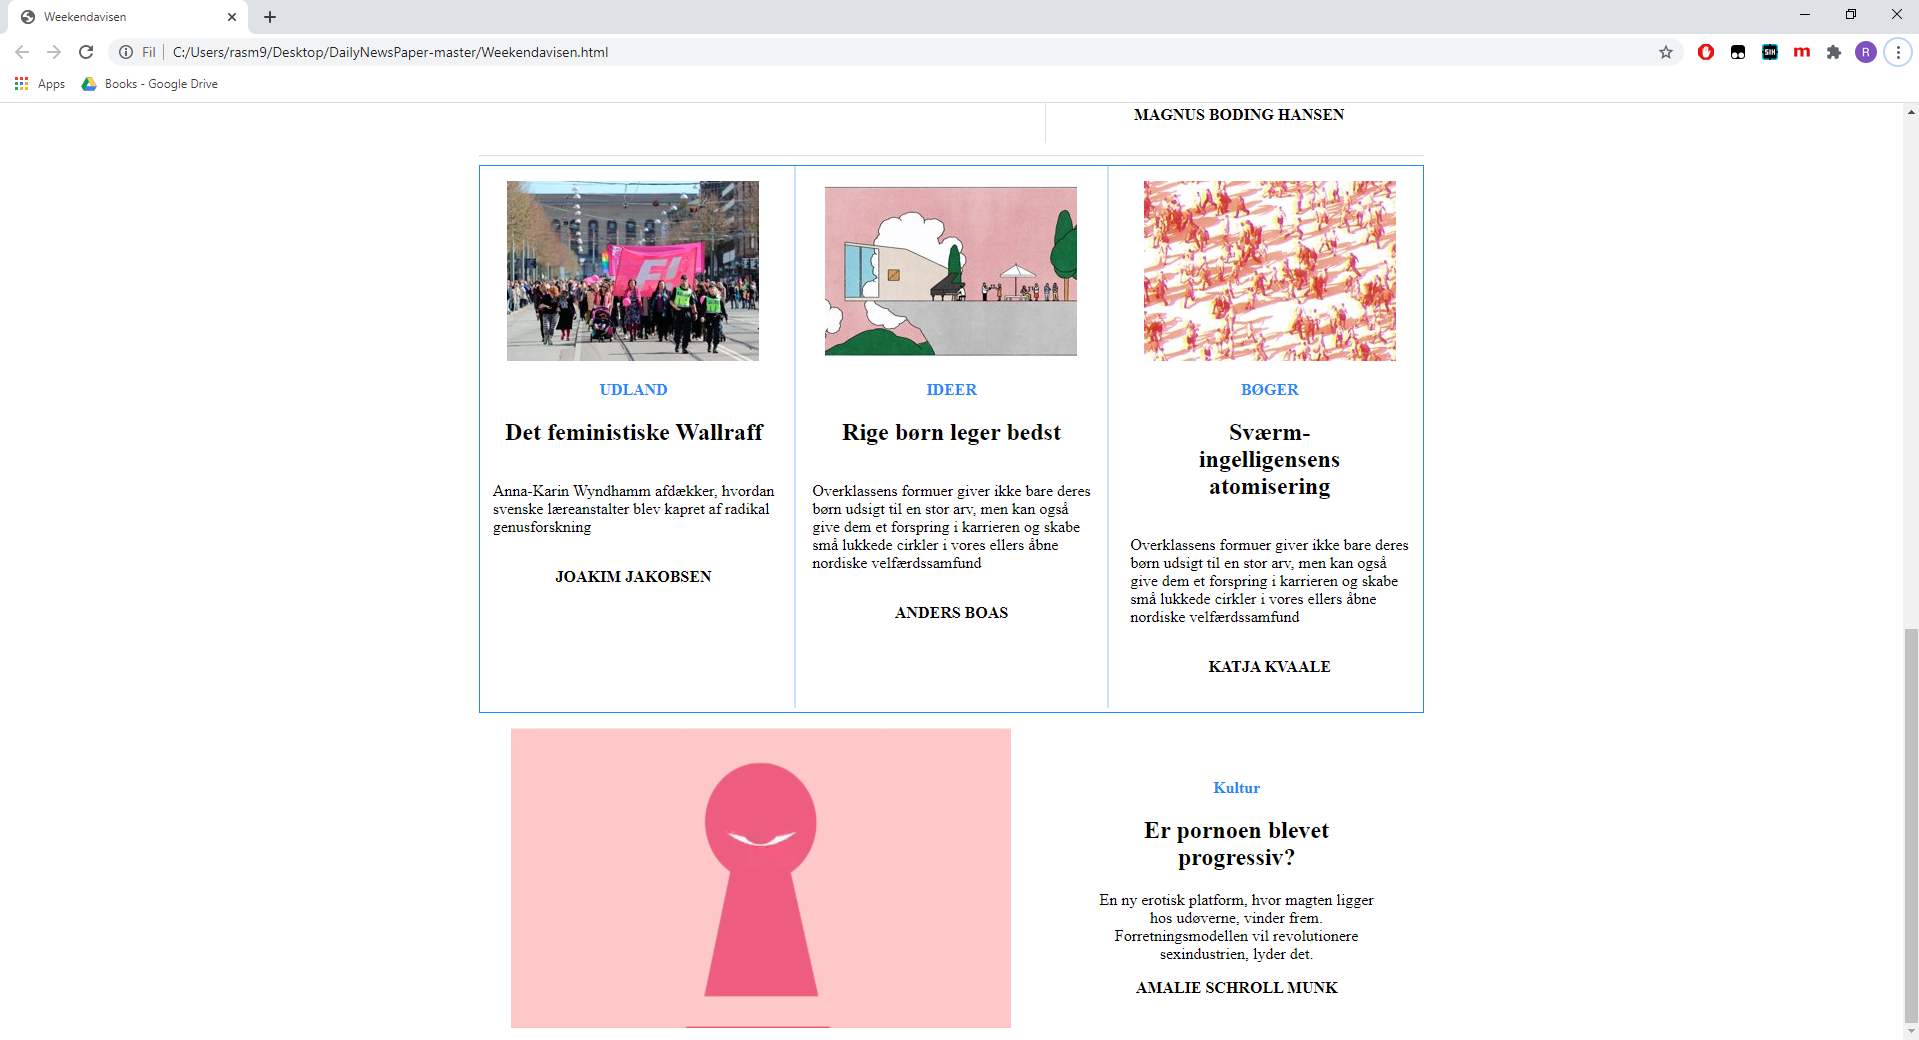 Weekendavisen
Fil
C:/Users/rasm9/Desktop/DailyNewsPaper-master/Weekendavisen.html
R
Apps
Books - Google Drive
MAGNUS BODING HANSEN
UDLAND
Det feministiske Wallraff
Anna-Karin Wyndhamm afdækker, hvordan
svenske læreanstalter blev kapret af radikal
genusforskning
JOAKIM JAKOBSEN
IDEER
Rige børn leger bedst
Overklassens formuer giver ikke bare deres
børn udsigt til en stor arv, men kan også
give dem et forspring i karrieren og skabe
små lukkede cirkler i vores ellers åbne
nordiske velfærdssamfund
ANDERS BOAS
BØGER
Sværm-
ingelligensens
atomisering
Overklassens formuer giver ikke bare deres
børn udsigt til en stor arv, men kan også
give dem et forspring i karrieren og skabe
små lukkede cirkler i vores ellers åbne
nordiske velfærdssamfund
KATJA KVAALE
Kultur
Er pornoen blevet
progressiv?
En ny erotisk platform, hvor magten ligger
hos udøverne, vinder frem.
Forretningsmodellen vil revolutionere
sexindustrien, lyder det.
AMALIE SCHROLL MUNK